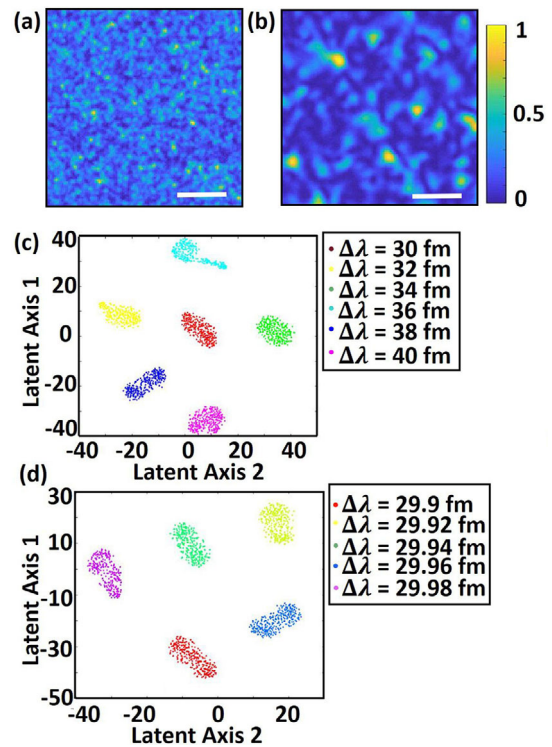 (a)
(b)
1
0.5
0
(c)
40
20
0
-20
-40
-40 -20 0 20 40
Latent Axis 1
Latent Axis 2
Δλ = 30 fm
Δλ = 32 fm
Δλ = 34 fm
Δλ = 36 fm
Δλ = 38 fm
Δλ = 40 fm
(d)
30
10
-10
-30
-50
-40 -20 0 20
Latent Axis 1
Latent Axis 2
Δλ = 29.9 fm
Δλ = 29.92 fm
Δλ = 29.94 fm
Δλ = 29.96 fm
Δλ = 29.98 fm